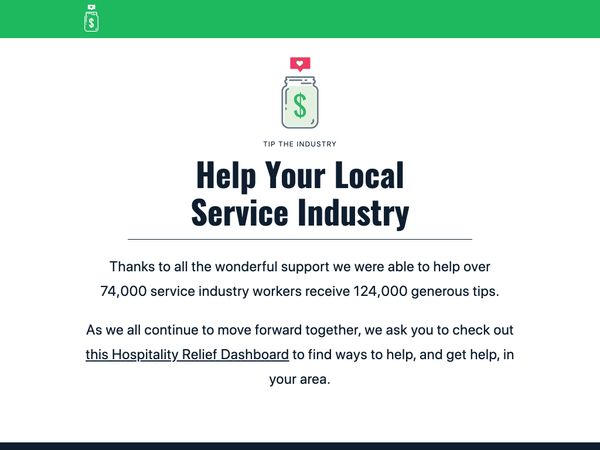 $
$
TIP THE INDUSTRY
Help Your Local
Service Industry
Thanks to all the wonderful support we were able to help over
74,000 service industry workers receive 124,000 generous tips.
As we all continue to move forward together, we ask you to check out
this Hospitality Relief Dashboard to find ways to help, and get help, in
your area.